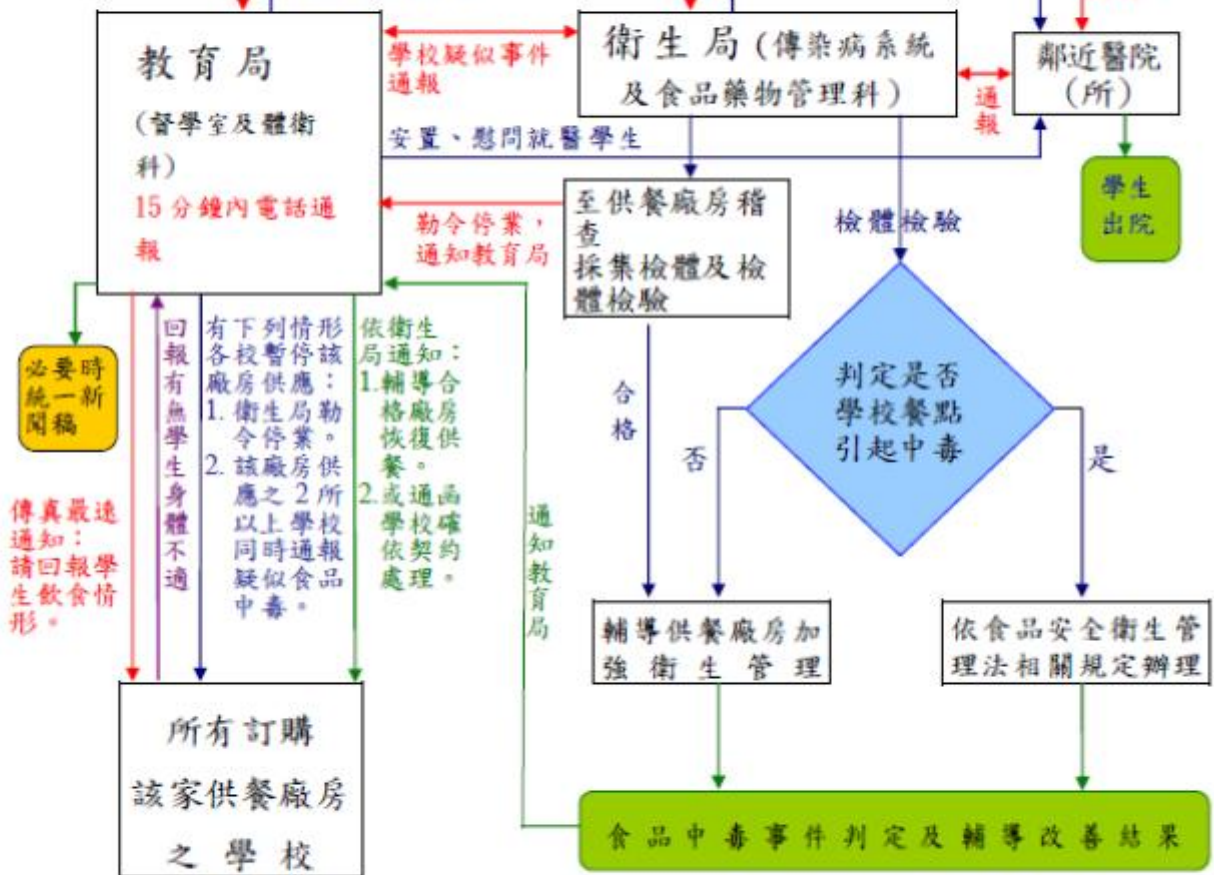 教育局
(督學室及體衛
科)
15分鐘內電話通
報
學校疑似事件
通報
衛生局(傳染病系統
及食品藥物管理科)
通
報
鄰近醫院
(所)
安置、慰問就醫學生
勒令停業，
通知教育局
至供餐廠房稽
查
採集檢體及檢
體檢驗
檢體檢驗
學生
出院
必要時
統一新
聞稿
傳真最速
通知：
請回報學
生飲食情
形。
回
報
有
無
學
生
身
體
不
適
有下列情形
各校暫停該
廠房供應：
1. 衛生局勒
令停業。
2. 該廠房供
應之2所
以上學校
同時通報
疑似食品
中毒。
依衛生
局通知：
1.輔導合
格廠房
恢復供
餐。
2.或通函
學校確
依契約
處理。
通
知
教
育
局
合
格
否
判定是否
學校餐點
引起中毒
是
輔導供餐廠房加
強衛生管理
依食品安全衛生管
理法相關規定辦理
所有訂購
該家供餐廠房
之學校
食品中毒事件判定及輔導改善結果